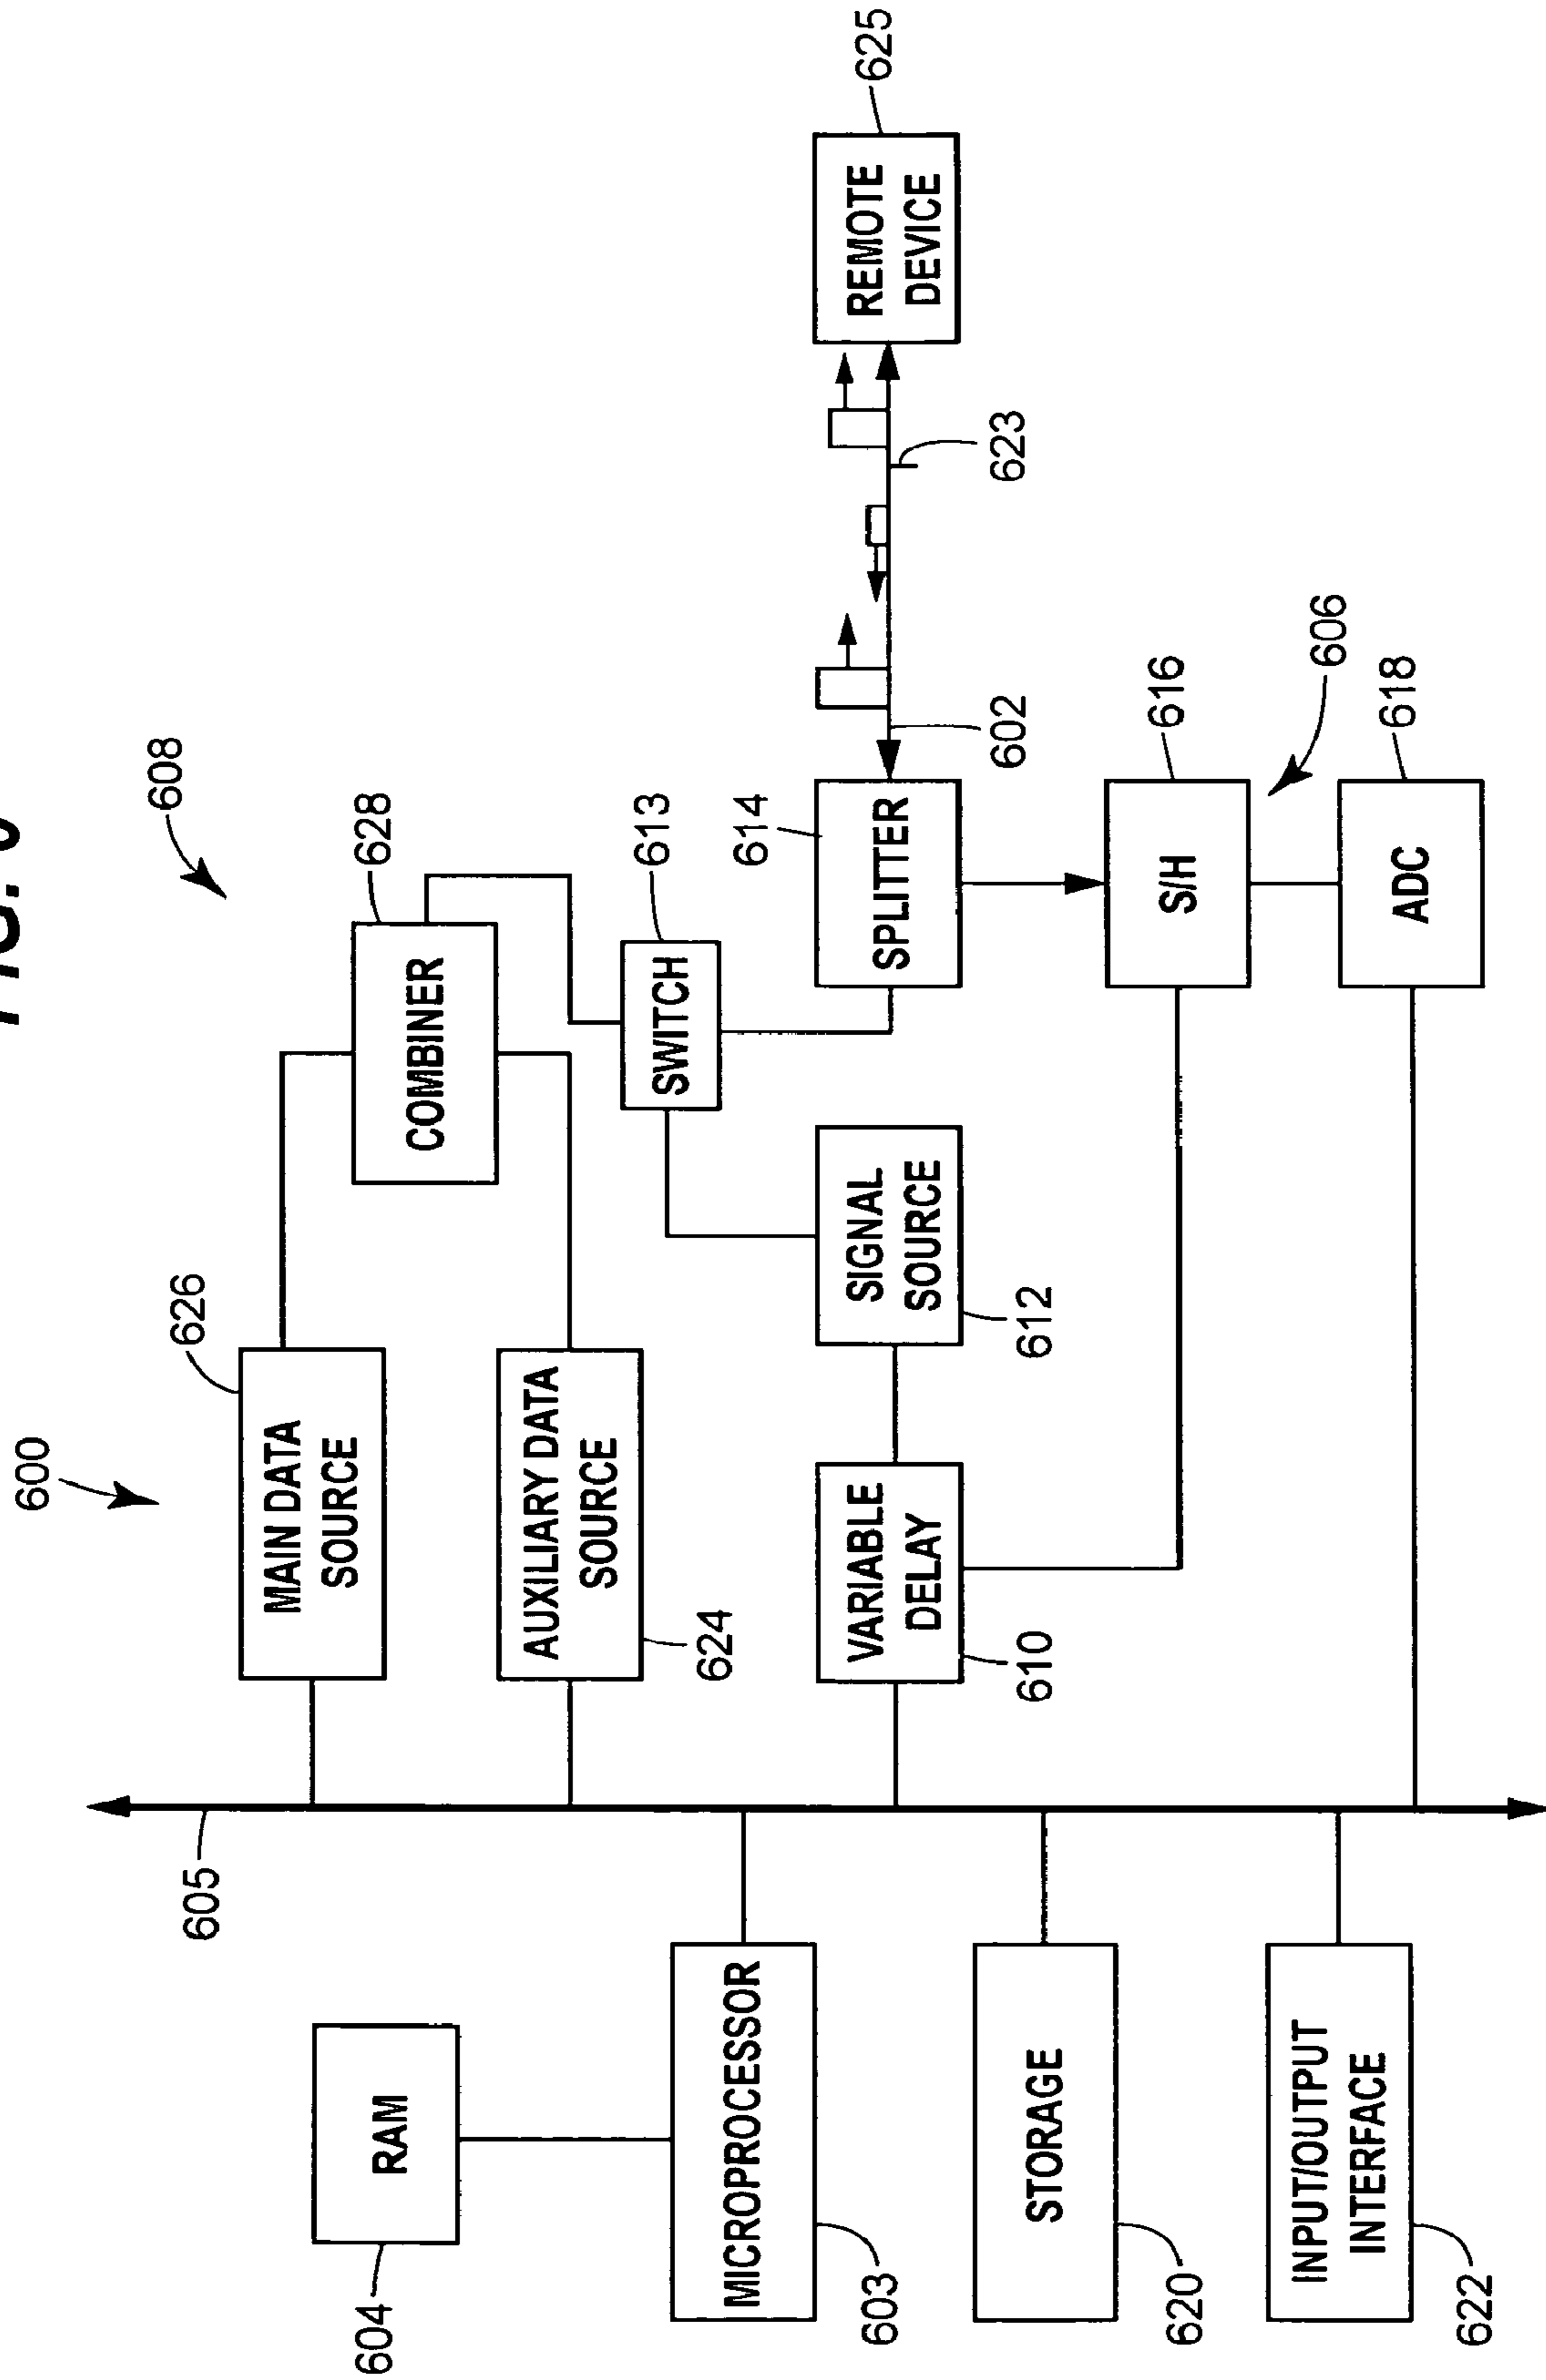 FIG. 6
600
608
626
605
604
RAM
MAIN DATA
SOURCE
628
COMBINER
AUXILIARY DATA
SOURCE
624
613
SWITCH
MICROPROCESSOR
603
614
SPLITTER
625
REMOTE
DEVICE
VARIABLE
DELAY
610
SIGNAL
SOURCE
612
602
623
STORAGE
620
616
S/H
606
INPUT/OUTPUT
INTERFACE
622
618
ADC